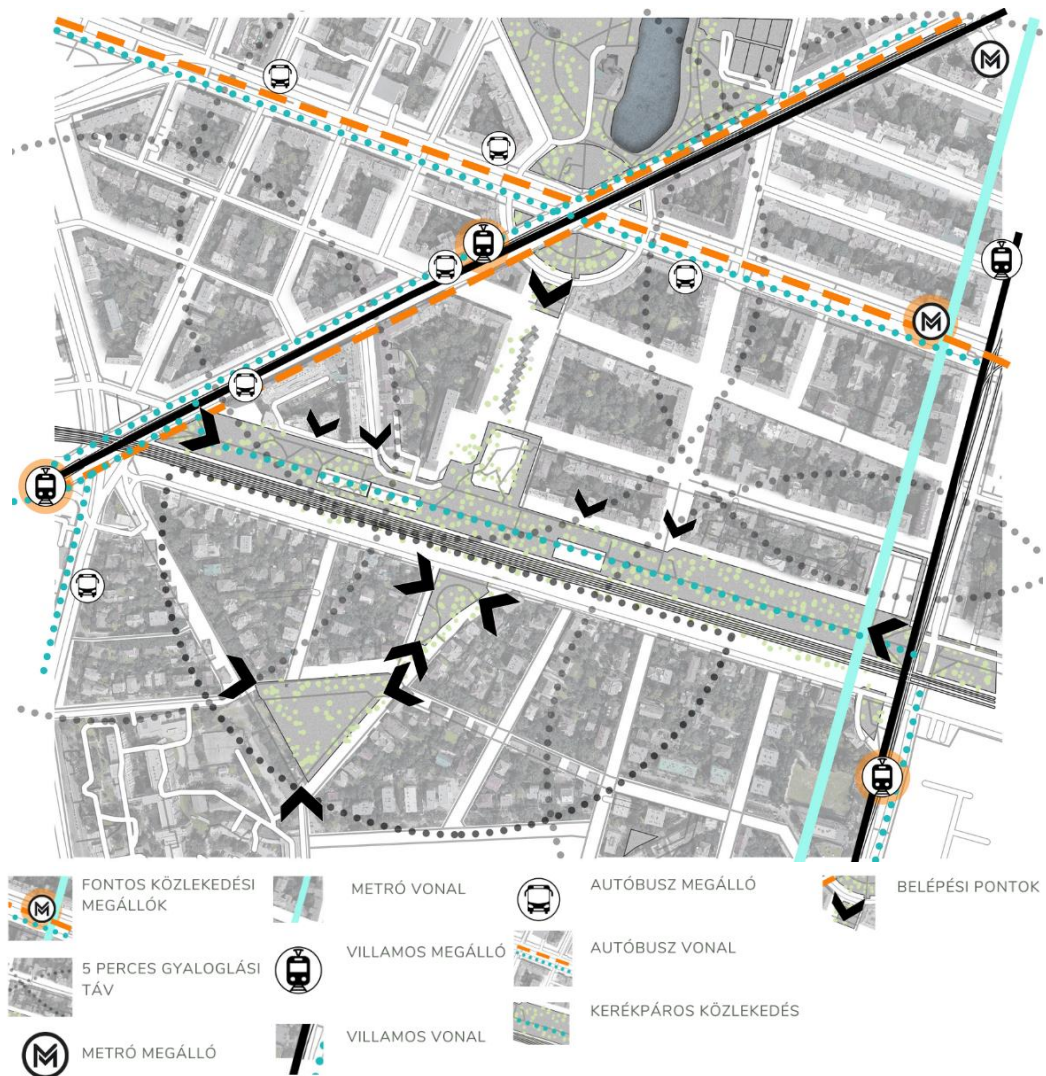 FONTOS KÖZLEKEDÉSI
MEGÁLLÓK
5 PERCES GYALOGLÁSI
TÁV
METRÓ MEGÁLLÓ
METRÓ VONAL
VILLAMOS MEGÁLLÓ
VILLAMOS VONAL
AUTÓBUSZ MEGÁLLÓ
AUTÓBUSZ VONAL
KERÉKPÁROS KÖZLEKEDÉS
BELÉPÉSI PONTOK